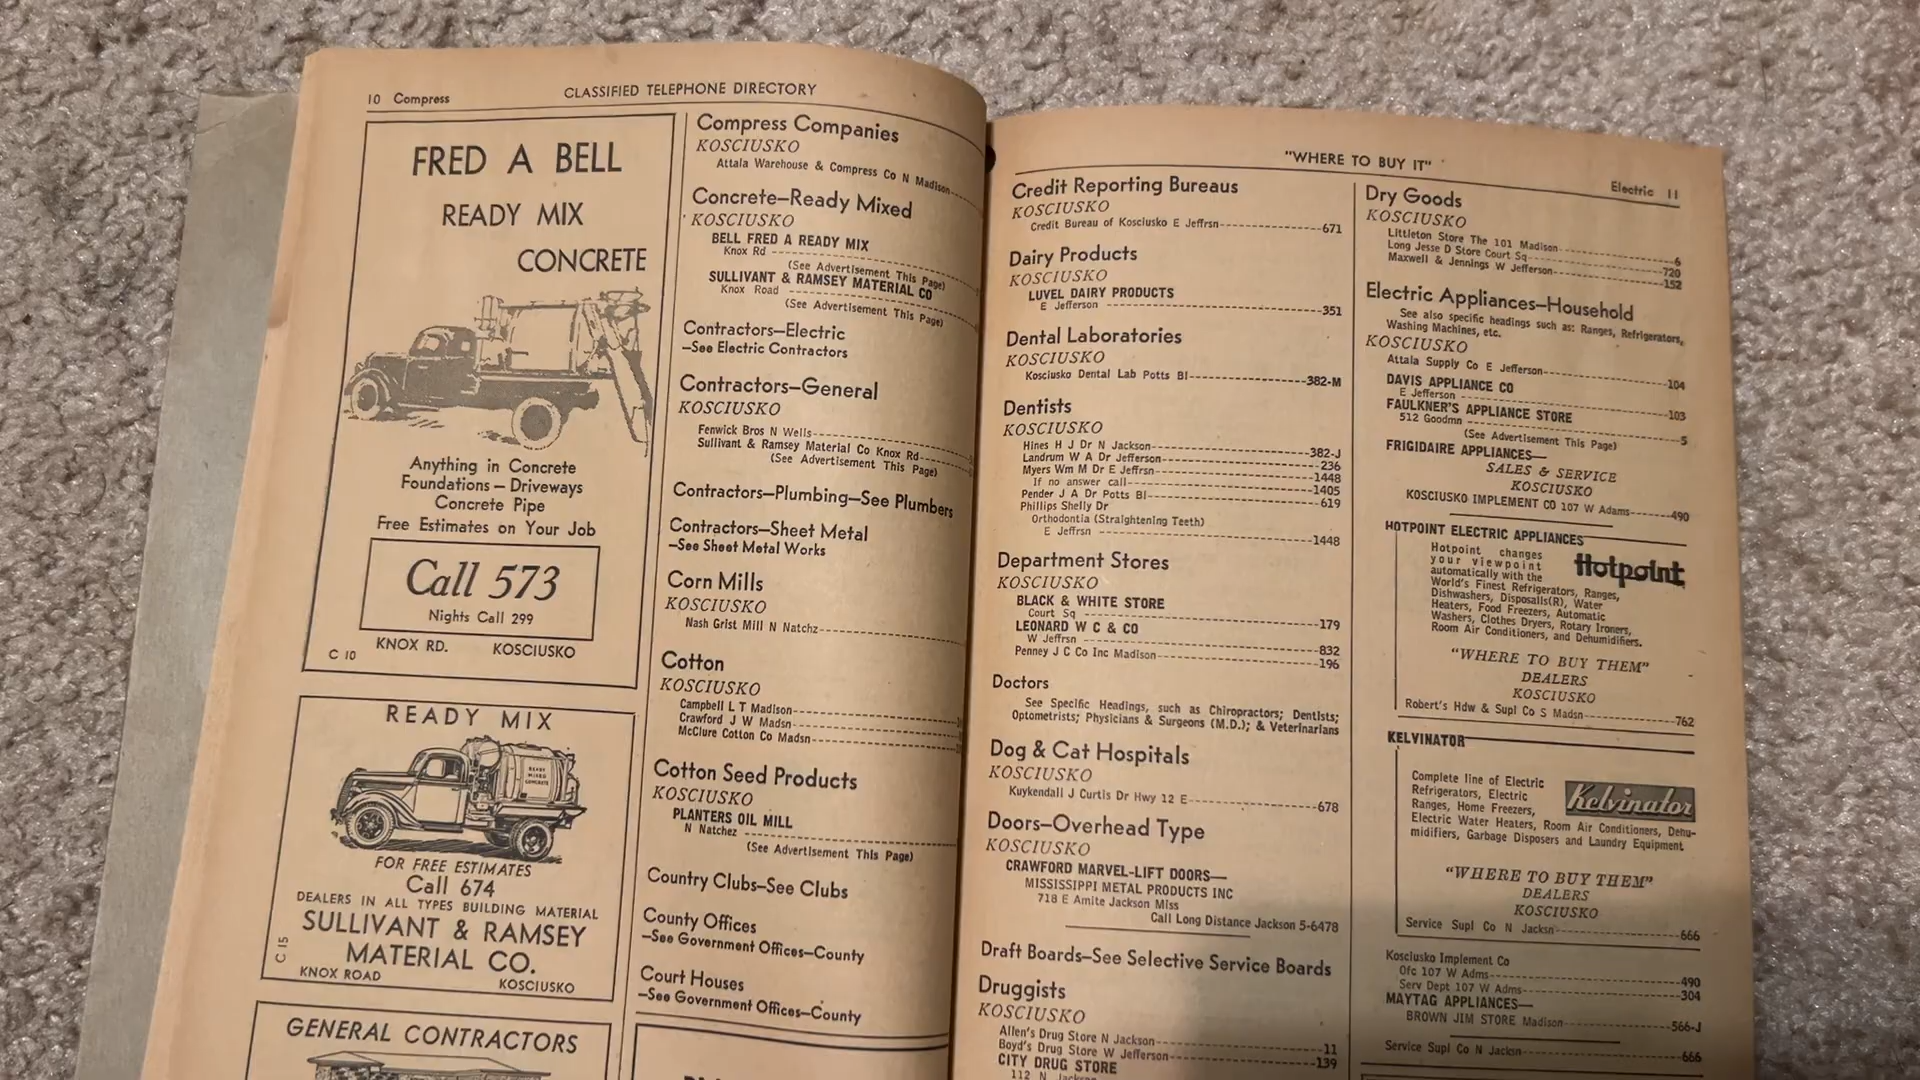 10 Compress
CLASSIFIED TELEPHONE DIRECTORY
FRED A BELL
READY MIX
CONCRETE
Anything in Concrete
Foundations – Driveways
Concrete Pipe
Free Estimates on Your Job
Call 573
Nights Call 299
KNOX RD. KOSCIUSKO
C 10
READY MIX
READY
MIXED
CONCRETE
FOR FREE ESTIMATES
Call 674
DEALERS IN ALL TYPES BUILDING MATERIAL
SULLIVANT & RAMSEY
MATERIAL CO.
KNOX ROAD KOSCIUSKO
C 15
GENERAL CONTRACTORS
Compress Companies
KOSCIUSKO
Attala Warehouse & Compress Co N Madison
Concrete—Ready Mixed
KOSCIUSKO
BELL FRED A READY MIX
Knox Rd
(See Advertisement This Page)
SULLIVANT & RAMSEY MATERIAL CO
Knox Road
(See Advertisement This Page)
Contractors—Electric
—See Electric Contractors
Contractors—General
KOSCIUSKO
Fenwick Bros N Wells
Sullivant & Ramsey Material Co Knox Rd
(See Advertisement This Page)
Contractors—Plumbing—See Plumbers
Contractors—Sheet Metal
—See Sheet Metal Works
Corn Mills
KOSCIUSKO
Nash Grist Mill N Natchz
Cotton
KOSCIUSKO
Campbell L T Madison
Crawford J W Madsn
McClure Cotton Co Madsn
Cotton Seed Products
KOSCIUSKO
PLANTERS OIL MILL
N Natchez
(See Advertisement This Page)
Country Clubs—See Clubs
County Offices
—See Government Offices—County
Court Houses
—See Government Offices—County
"WHERE TO BUY IT"
Electric 11
Credit Reporting Bureaus
KOSCIUSKO
Credit Bureau of Kosciusko E Jeffrsn 671
Dairy Products
KOSCIUSKO
LUVEL DAIRY PRODUCTS
E Jefferson 351
Dental Laboratories
KOSCIUSKO
Kosciusko Dental Lab Potts Bl 382-M
Dentists
KOSCIUSKO
Hines H J Dr N Jackson 382-J
Landrum W A Dr Jefferson 236
Myers Wm M Dr E Jeffrsn 1448
If no answer call 1405
Pender J A Dr Potts Bl 619
Phillips Shelly Dr
Orthodontia (Straightening Teeth)
E Jeffrsn 1448
Department Stores
KOSCIUSKO
BLACK & WHITE STORE
Court Sq 179
LEONARD W C & CO
W Jeffrsn 832
Penney J C Co Inc Madison 196
Doctors
See Specific Headings, such as Chiropractors; Dentists;
Optometrists; Physicians & Surgeons (M.D.); & Veterinarians
Dog & Cat Hospitals
KOSCIUSKO
Kuykendall J Curtis Dr Hwy 12 E 678
Doors—Overhead Type
KOSCIUSKO
CRAWFORD MARVEL-LIFT DOORS—
MISSISSIPPI METAL PRODUCTS INC
718 E Amite Jackson Miss
Call Long Distance Jackson 5-6478
Draft Boards—See Selective Service Boards
Druggists
KOSCIUSKO
Allen's Drug Store N Jackson 11
Boyd's Drug Store W Jefferson 139
CITY DRUG STORE
112 N Jackson
Dry Goods
KOSCIUSKO
Littleton Store The 101 Madison 6
Long Jesse D Store Court Sq 720
Maxwell & Jennings W Jefferson 152
Electric Appliances—Household
See also specific headings such as: Ranges, Refrigerators,
Washing Machines, etc.
KOSCIUSKO
Attala Supply Co E Jefferson 104
DAVIS APPLIANCE CO
E Jefferson 103
FAULKNER'S APPLIANCE STORE
512 Goodmn 5
(See Advertisement This Page)
FRIGIDAIRE APPLIANCES—
SALES & SERVICE
KOSCIUSKO
KOSCIUSKO IMPLEMENT CO 107 W Adams 490
HOTPOINT ELECTRIC APPLIANCES
Hotpoint changes
your viewpoint
automatically with the
World's Finest Refrigerators, Ranges,
Dishwashers, Disposalls(R), Water
Heaters, Food Freezers, Automatic
Washers, Clothes Dryers, Rotary Ironers,
Room Air Conditioners, and Dehumidifiers.
Hotpoint
"WHERE TO BUY THEM"
DEALERS
KOSCIUSKO
Robert's Hdw & Supl Co S Madsn 762
KELVINATOR
Complete line of Electric
Refrigerators, Electric
Ranges, Home Freezers,
Electric Water Heaters, Room Air Conditioners, Dehu-
midifiers, Garbage Disposers and Laundry Equipment
Kelvinator
"WHERE TO BUY THEM"
DEALERS
KOSCIUSKO
Service Supl Co N Jacksn 666
Kosciusko Implement Co
Ofc 107 W Adms 490
Serv Dept 107 W Adms 304
MAYTAG APPLIANCES—
BROWN JIM STORE Madison 566-J
Service Supl Co N Jacksn 666